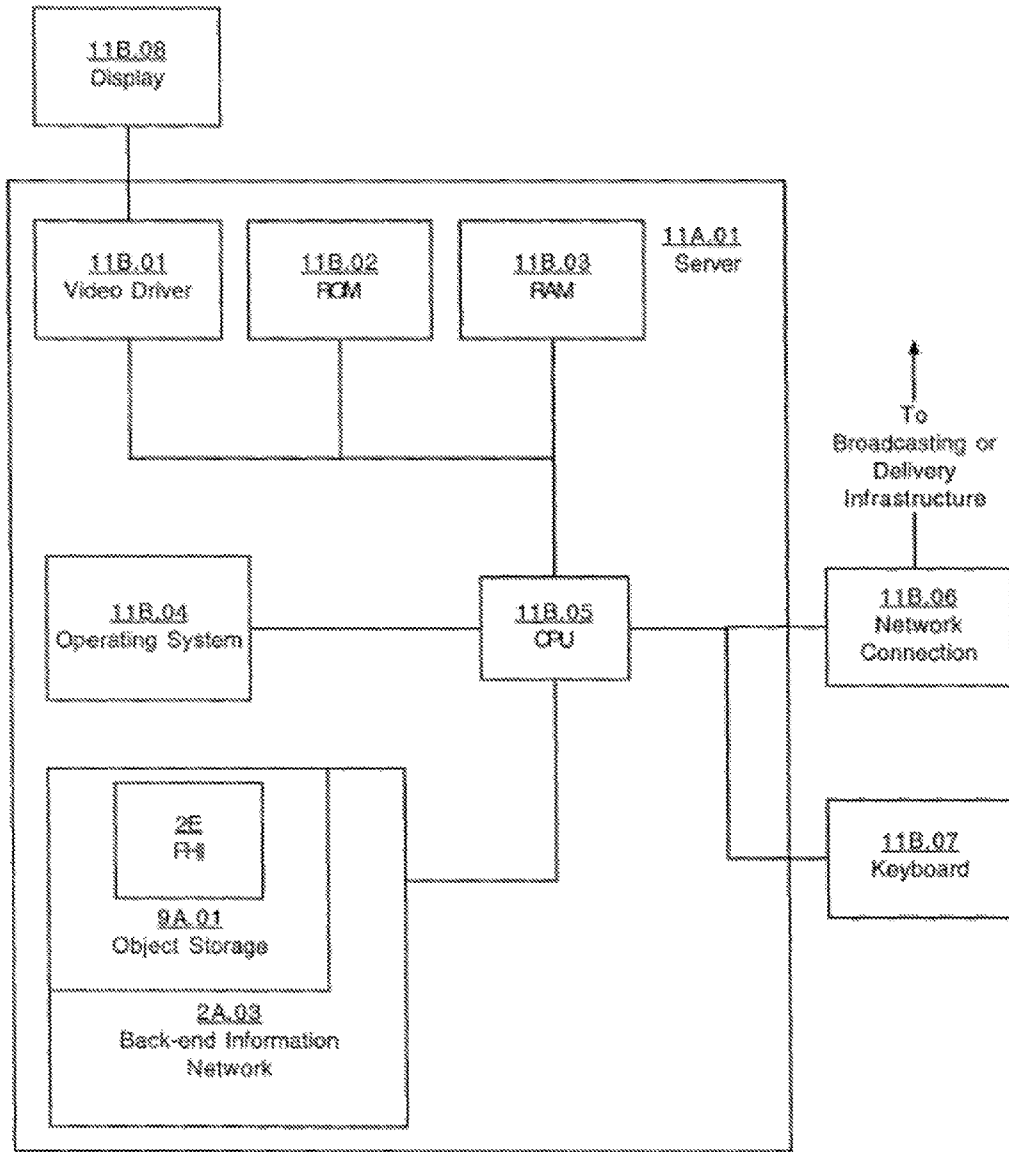 11B.08
Display
11B.01
Video Driver
11B.02
ROM
11B.03
RAM
11A.01
Server
To
Broadcasting or
Delivery
Infrastructure
11B.04
Operating System
11B.05
CPU
11B.06
Network
Connection
2E
9A.01
Object Storage
2A.03
Back-end Information
Network
11B.07
Keyboard